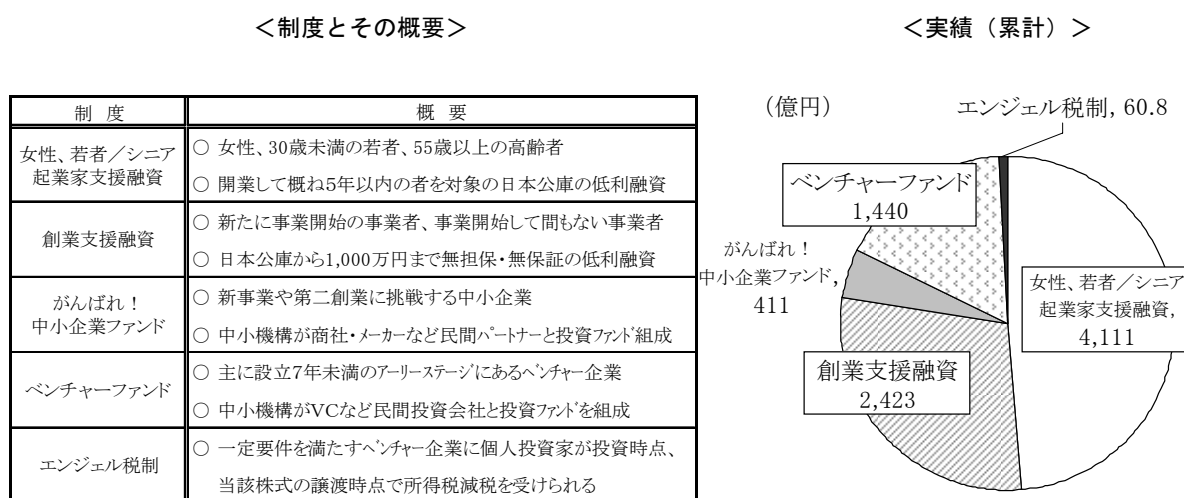 ＜制度とその概要＞
＜実績（累計）＞
制 度
概 要
女性、若者／シニア
起業家支援融資
○ 女性、30歳未満の若者、55歳以上の高齢者
○ 開業して概ね5年以内の者を対象の日本公庫の低利融資
創業支援融資
○ 新たに事業開始の事業者、事業開始して間もない事業者
○ 日本公庫から1,000万円まで無担保・無保証の低利融資
がんばれ！
中小企業ファンド
○ 新事業や第二創業に挑戦する中小企業
○ 中小機構が商社・メーカーなど民間パートナーと投資ファンド組成
ベンチャーファンド
○ 主に設立7年未満のアーリーステージにあるベンチャー企業
○ 中小機構がVCなど民間投資会社と投資ファンドを組成
エンジェル税制
○ 一定要件を満たすベンチャー企業に個人投資家が投資時点、
当該株式の譲渡時点で所得税減税を受けられる
（億円）
エンジェル税制, 60.8
ベンチャーファンド
1,440
がんばれ！
中小企業ファンド,
411
女性、若者／シニア
起業家支援融資,
4,111
創業支援融資
2,423